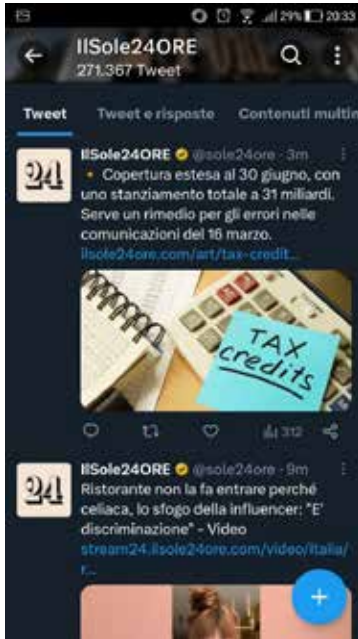 29% 20:33
IlSole24ORE
271.367 Tweet
Tweet Tweet e risposte Contenuti multim
IlSole24ORE @sole24ore · 3m
Copertura estesa al 30 giugno, con
uno stanziamento totale a 31 miliardi.
Serve un rimedio per gli errori nelle
comunicazioni del 16 marzo.
ilsole24ore.com/art/tax-credit...
24
TAX
credits
312
IlSole24ORE @sole24ore · 9m
24
Ristorante non la fa entrare perché
celiaca, lo sfogo della influencer: "E'
discriminazione" - Video
stream24.ilsole24ore.com/video/italia/
r...